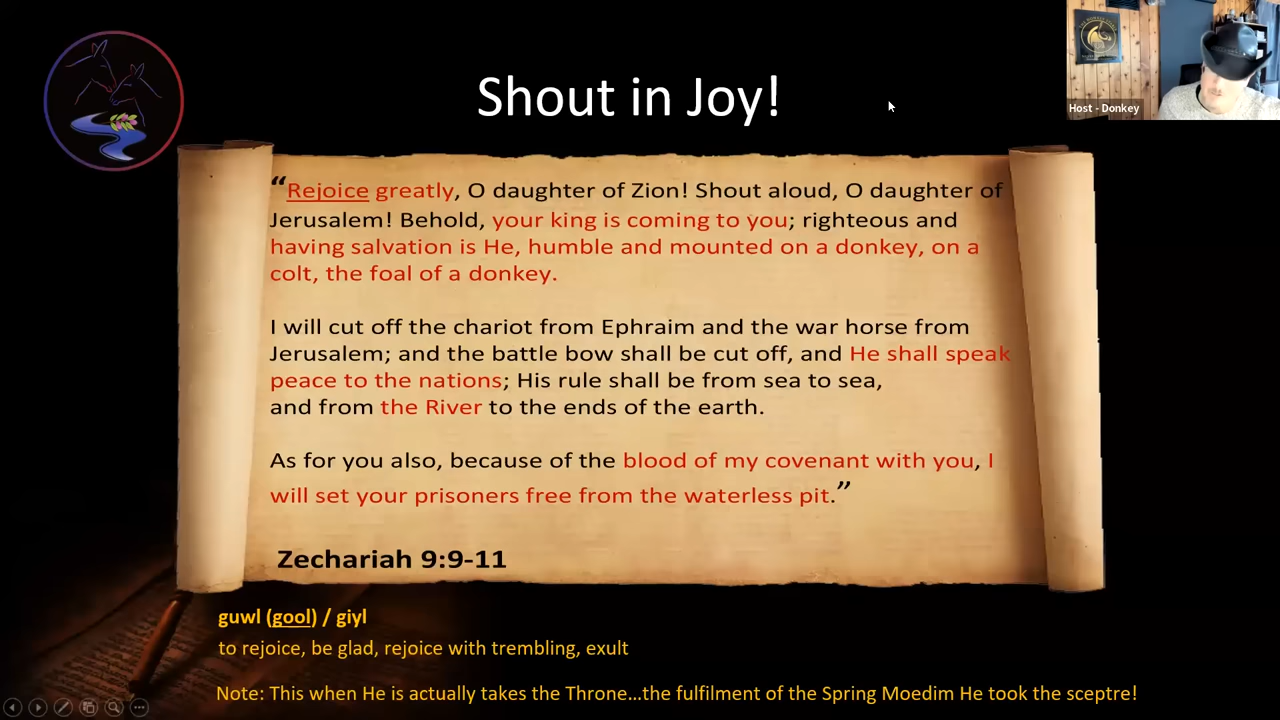 Shout in Joy!
Host - Donkey
“Rejoice greatly, O daughter of Zion! Shout aloud, O daughter of
Jerusalem! Behold, your king is coming to you; righteous and
having salvation is He, humble and mounted on a donkey, on a
colt, the foal of a donkey.
I will cut off the chariot from Ephraim and the war horse from
Jerusalem; and the battle bow shall be cut off, and He shall speak
peace to the nations; His rule shall be from sea to sea,
and from the River to the ends of the earth.
As for you also, because of the blood of my covenant with you, I
will set your prisoners free from the waterless pit.”
Zechariah 9:9-11
guwl (gool) / giyl
to rejoice, be glad, rejoice with trembling, exult
Note: This when He is actually takes the Throne…the fulfilment of the Spring Moedim He took the sceptre!